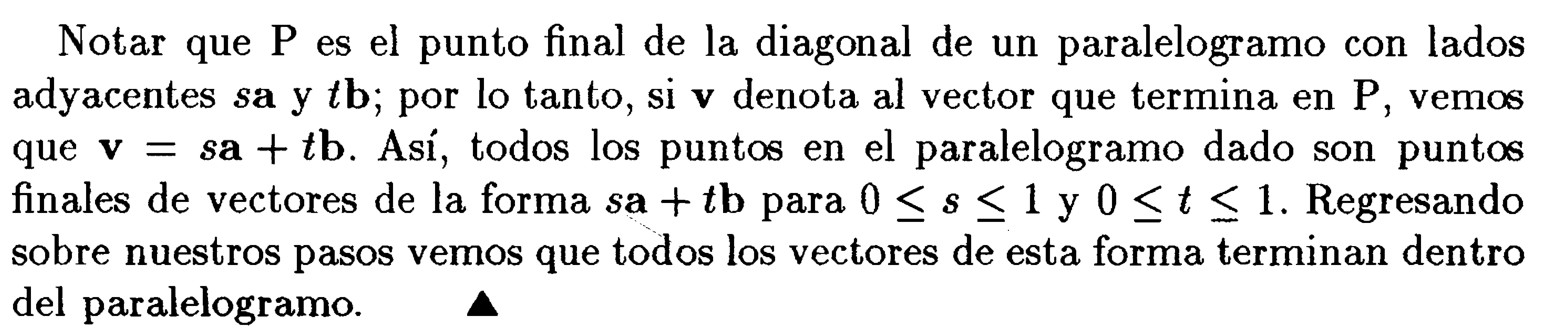 Notar que P es el punto final de la diagonal de un paralelogramo con lados
adyacentes sa y tb; por lo tanto, si v denota al vector que termina en P, vemos
que v = sa + tb. Así, todos los puntos en el paralelogramo dado son puntos
finales de vectores de la forma sa + tb para 0 ≤ s ≤ 1 y 0 ≤ t ≤ 1. Regresando
sobre nuestros pasos vemos que todos los vectores de esta forma terminan dentro
del paralelogramo. ▲